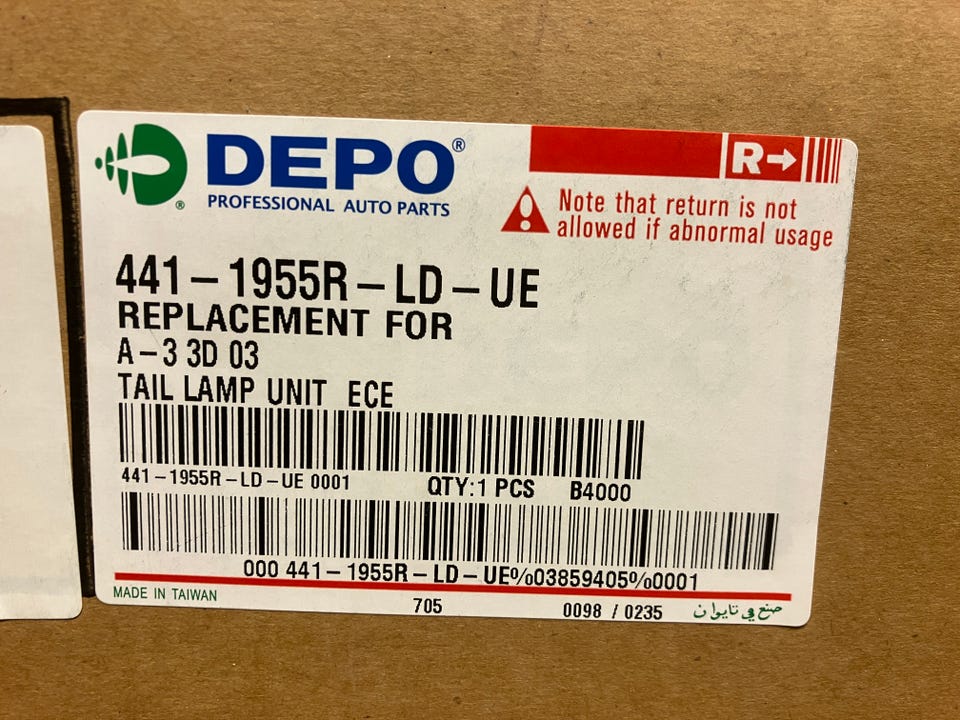 DEPO®
PROFESSIONAL AUTO PARTS
®
R→
Note that return is not
allowed if abnormal usage
441-1955R-LD-UE
REPLACEMENT FOR
A-3 3D 03
TAIL LAMP UNIT ECE
441-1955R-LD-UE 0001 QTY:1 PCS B4000
000 441-1955R-LD-UE%03859405%0001
MADE IN TAIWAN 705 0098 / 0235 صنع في تايوان